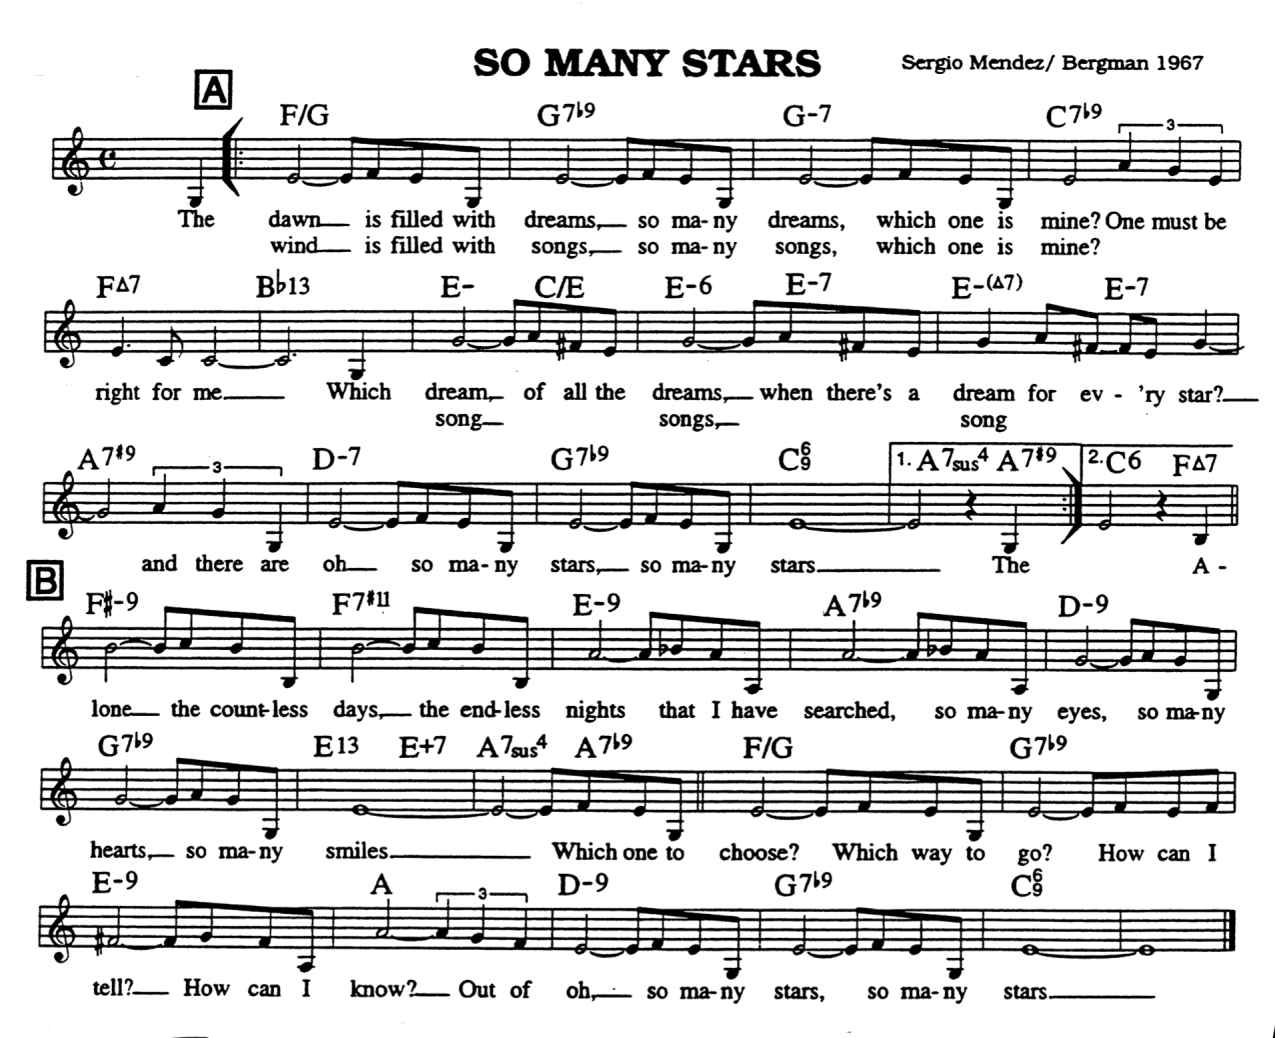 SO MANY STARS
Sergio Mendez/ Bergman 1967
A
F/G G7♭9 G-7 C7♭9 3
The dawn is filled with dreams, so ma-ny dreams, which one is mine? One must be
wind is filled with songs, so ma-ny songs, which one is mine?
F∆7 B♭13 E- C/E E-6 E-7 E-(∆7) E-7
right for me Which dream, of all the dreams, when there's a dream for ev - 'ry star?
song songs, song
A7♯9 3 D-7 G7♭9 C6/9 1. A7sus4 A7♯9 2. C6 F∆7
and there are oh so ma-ny stars, so ma-ny stars The A -
B
F♯-9 F7♯11 E-9 A7♭9 D-9
lone the count-less days, the end-less nights that I have searched, so ma-ny eyes, so ma-ny
G7♭9 E13 E+7 A7sus4 A7♭9 F/G G7♭9
hearts, so ma-ny smiles Which one to choose? Which way to go? How can I
E-9 A 3 D-9 G7♭9 C6/9
tell? How can I know? Out of oh, so ma-ny stars, so ma-ny stars